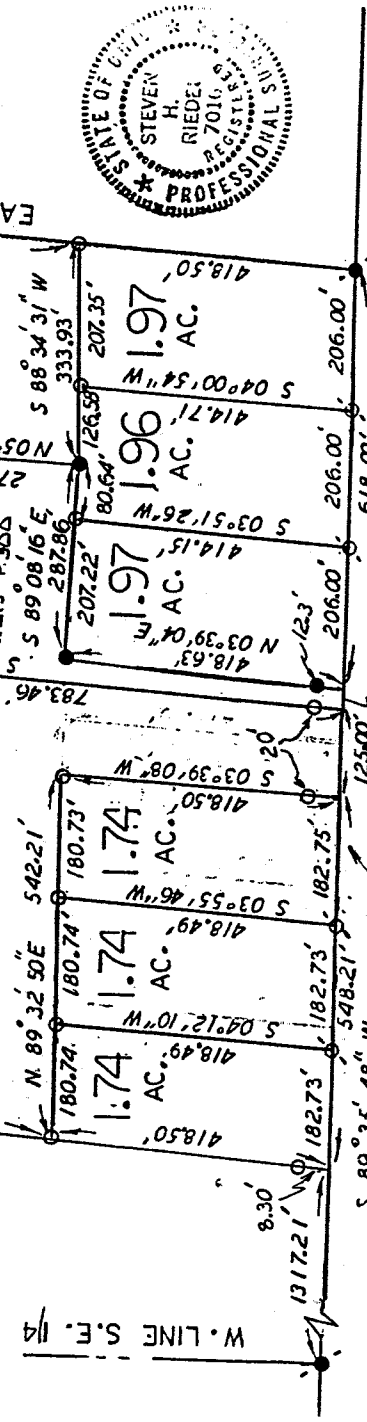 W. LINE S.E. 1/4
1317.21'
8.30'
418.50'
N. 89° 32' 50" E 542.21'
180.74'
1.74
AC.
182.73'
418.49'
S 04° 12' 10" W
180.74'
1.74
AC.
182.73'
548.21'
418.49'
S 03° 55' 46" W
180.73'
1.74
AC.
182.75'
418.50'
S 03° 39' 08" W
20'
125.00'
783.46'
S
12.3'
418.63'
N 03° 39' 04" E
S 89° 08' 16" E,
287.86
207.22'
1.97
AC.
206.00'
414.15'
S 03° 51' 26" W
80.64'
126.58'
1.96
AC.
206.00'
414.71'
S 04° 00' 54" W
S 88° 34' 31" W
333.93'
207.35'
1.97
AC.
206.00'
418.50'
N 05°
27
EA
STATE OF OHIO
STEVEN
H.
RIEDEL
7016
REGISTERED
PROFESSIONAL SUR